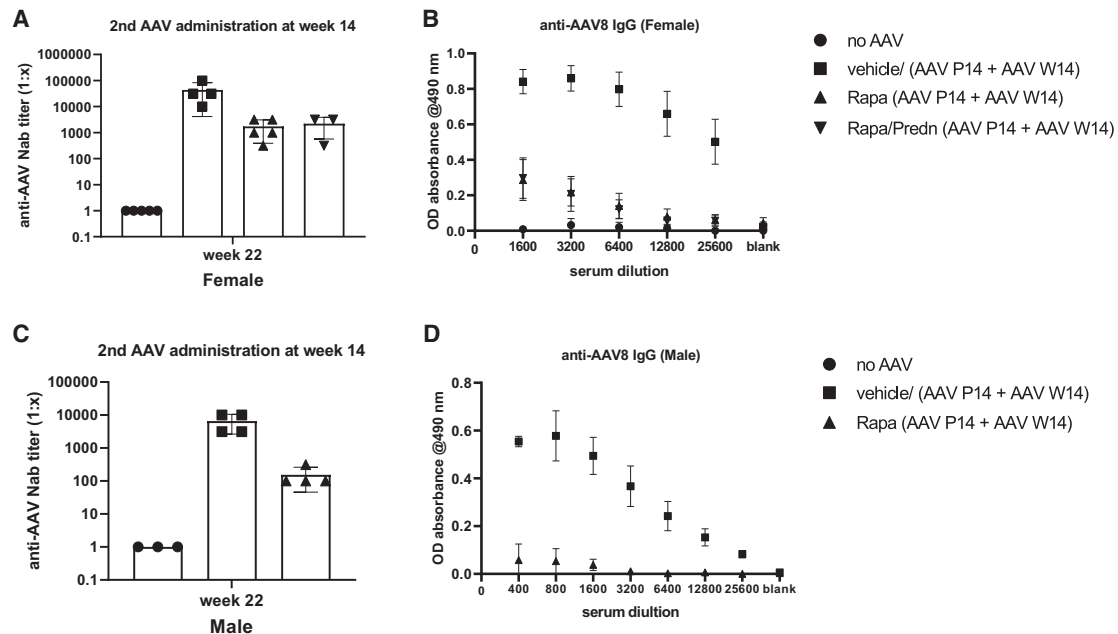 A
2nd AAV administration at week 14
anti-AAV Nab titer (1:x)
1000000
100000
10000
1000
100
10
1
0.1
week 22
Female
B
anti-AAV8 IgG (Female)
OD absorbance @490 nm
1.0
0.8
0.6
0.4
0.2
0.0
0
1600
3200
6400
12800
25600
blank
serum dilution
no AAV
vehicle/ (AAV P14 + AAV W14)
Rapa (AAV P14 + AAV W14)
Rapa/Predn (AAV P14 + AAV W14)
C
2nd AAV administration at week 14
anti-AAV Nab titer (1:x)
100000
10000
1000
100
10
1
0.1
week 22
Male
D
anti-AAV8 IgG (Male)
OD absorbance @490 nm
0.8
0.6
0.4
0.2
0.0
0
400
800
1600
3200
6400
12800
25600
blank
serum diultion
no AAV
vehicle/ (AAV P14 + AAV W14)
Rapa (AAV P14 + AAV W14)